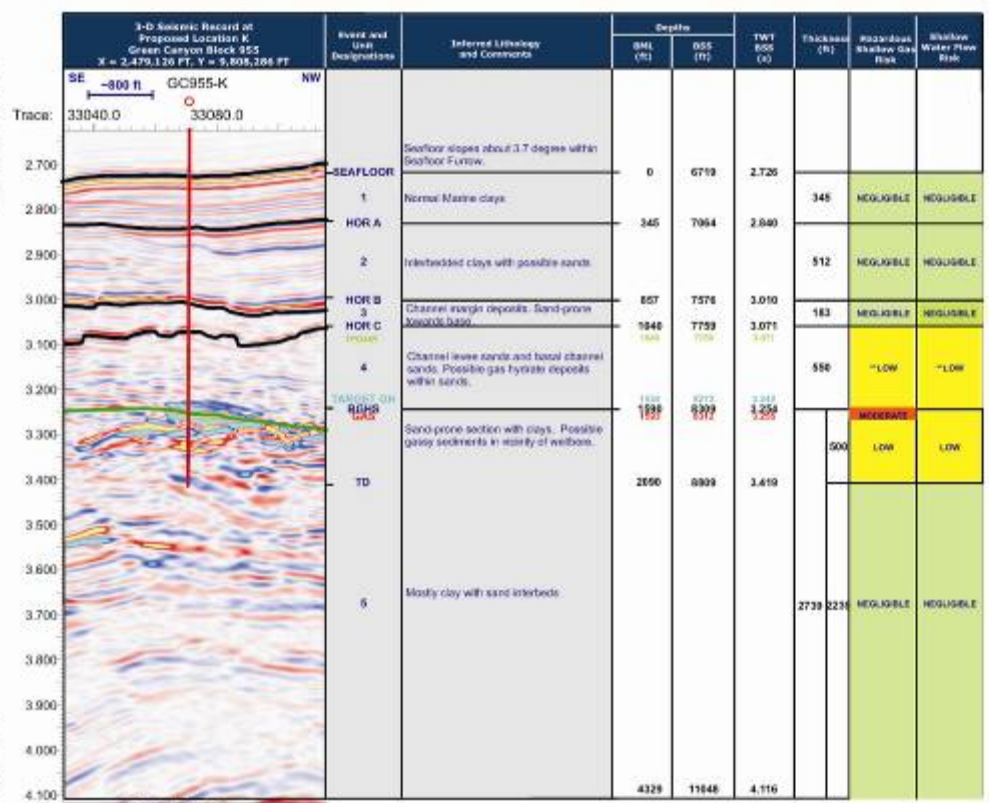 3-D Seismic Record at
Proposed Location K
Green Canyon Block 955
X = 2,479,126 FT, Y = 9,808,286 FT
Event and
Unit
Designations
Inferred Lithology
and Comments
Depths
BML
(ft)
BSS
(ft)
TWT
BSS
(s)
Thickness
(ft)
Hazardous
Shallow Gas
Risk
Shallow
Water Flow
Risk
SE ~800 ft GC955-K NW
Trace: 33040.0 33080.0
2.700
2.800
2.900
3.000
3.100
3.200
3.300
3.400
3.500
3.600
3.700
3.800
3.900
4.000
4.100
Seafloor slopes about 3.7 degree within
Seafloor Furrow.
SEAFLOOR 0 6719 2.726
1 Normal Marine clays 345 NEGLIGIBLE NEGLIGIBLE
HOR A 345 7064 2.840
2 Interbedded clays with possible sands 512 NEGLIGIBLE NEGLIGIBLE
HOR B 857 7576 3.010
3 Channel margin deposits. Sand-prone
towards base. 183 NEGLIGIBLE NEGLIGIBLE
HOR C 1040 7759 3.071
4 Channel levee sands and basal channel
sands. Possible gas hydrate deposits
within sands. 550 **LOW **LOW
BGHS 1590 8309 3.254
GAS MODERATE
Sand-prone section with clays. Possible
gassy sediments in vicinity of wellbore. 500 LOW LOW
TD 2090 8809 3.419
5 Mostly clay with sand interbeds 2739 2239 NEGLIGIBLE NEGLIGIBLE
4329 11048 4.116